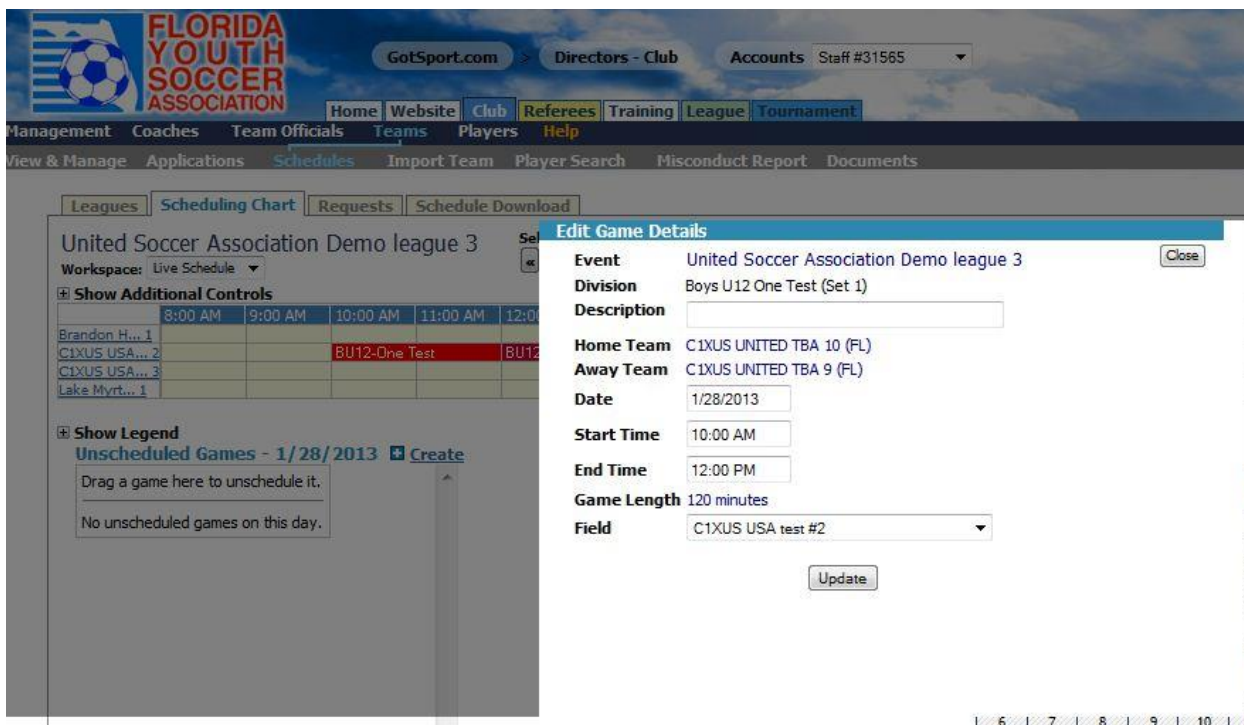 FLORIDA
YOUTH
SOCCER
ASSOCIATION
GotSport.com > Directors - Club Accounts Staff #31565
Home Website Club Referees Training League Tournament
Management Coaches Team Officials Teams Players Help
View & Manage Applications Schedules Import Team Player Search Misconduct Report Documents
Leagues Scheduling Chart Requests Schedule Download
United Soccer Association Demo league 3
Workspace: Live Schedule
Show Additional Controls
8:00 AM 9:00 AM 10:00 AM 11:00 AM
Brandon H... 1
C1XUS USA... 2 BU12-One Test BU12
C1XUS USA... 3
Lake Myrt... 1
Show Legend
Unscheduled Games - 1/28/2013 Create
Drag a game here to unschedule it.
No unscheduled games on this day.
Edit Game Details
Close
Event United Soccer Association Demo league 3
Division Boys U12 One Test (Set 1)
Description
Home Team C1XUS UNITED TBA 10 (FL)
Away Team C1XUS UNITED TBA 9 (FL)
Date 1/28/2013
Start Time 10:00 AM
End Time 12:00 PM
Game Length 120 minutes
Field C1XUS USA test #2
Update
6 7 8 9 10